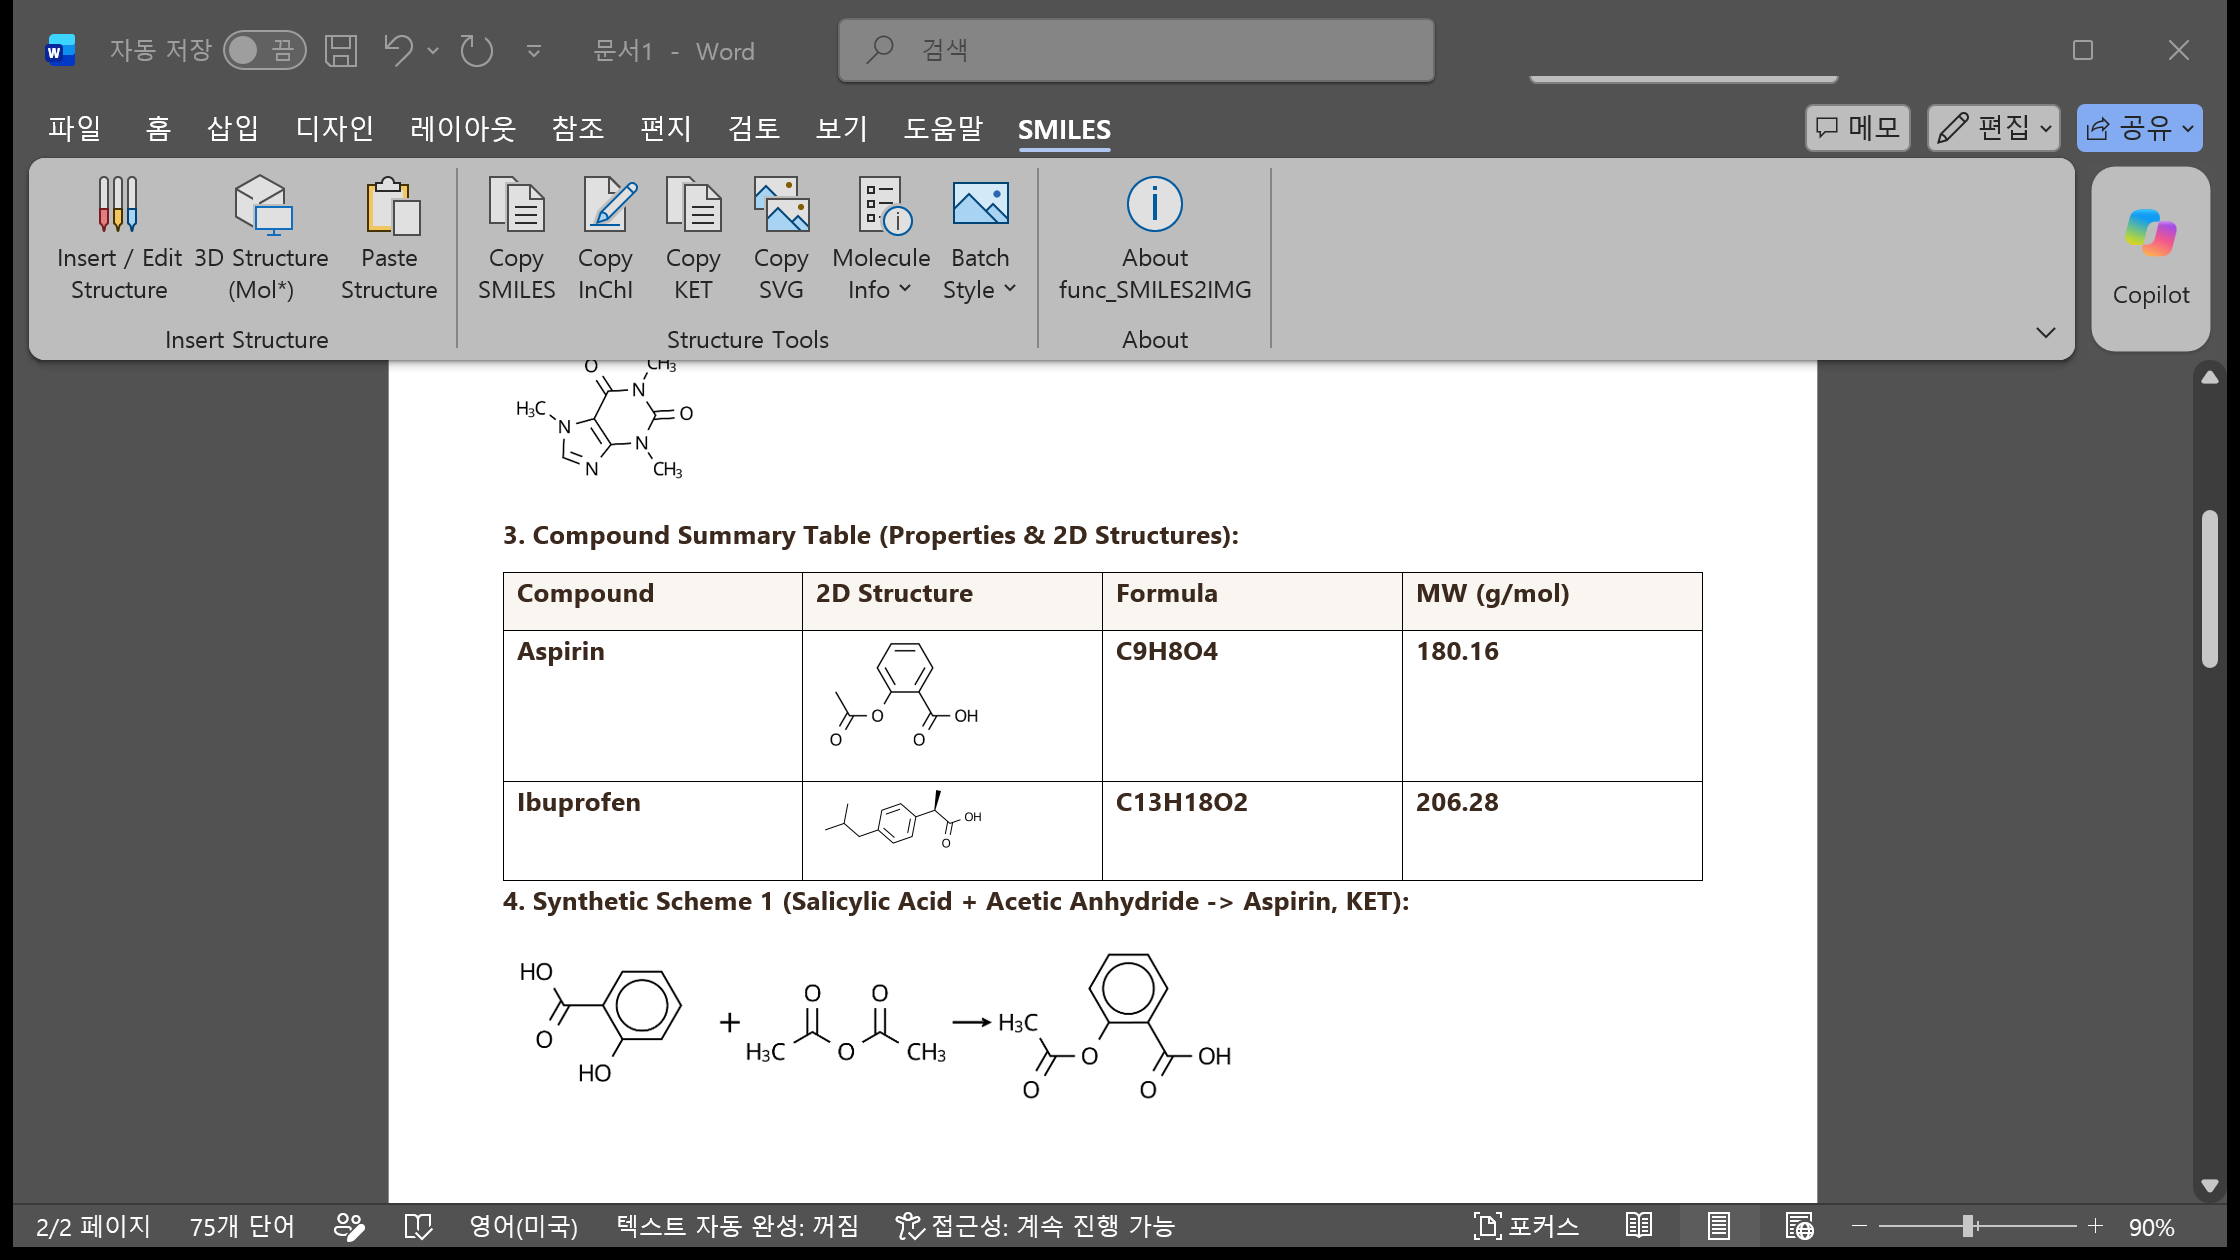 자동 저장 끔 문서1 - Word 검색
파일 홈 삽입 디자인 레이아웃 참조 편지 검토 보기 도움말 SMILES 메모 편집 공유
Insert / Edit Structure
3D Structure (Mol*)
Paste Structure
Copy SMILES
Copy InChI
Copy KET
Copy SVG
Molecule Info
Batch Style
About func_SMILES2IMG
Copilot
Insert Structure
Structure Tools
About
O
CH3
N
H3C
O
N
N
N
CH3
3. Compound Summary Table (Properties & 2D Structures):
Compound 2D Structure Formula MW (g/mol)
Aspirin C9H8O4 180.16
O OH
O O
Ibuprofen C13H18O2 206.28
OH
O
4. Synthetic Scheme 1 (Salicylic Acid + Acetic Anhydride -> Aspirin, KET):
HO
O
HO
+
O O
H3C O CH3
H3C
O OH
O O
2/2 페이지 75개 단어 영어(미국) 텍스트 자동 완성: 꺼짐 접근성: 계속 진행 가능 포커스 90%